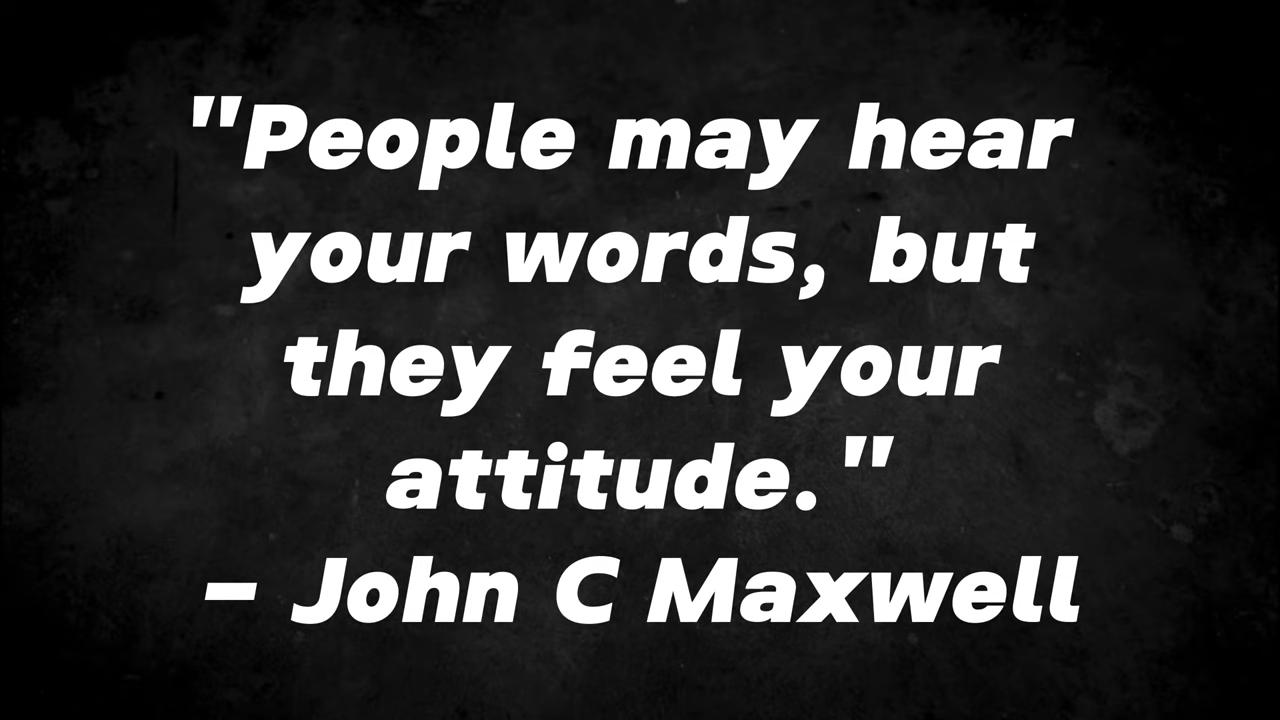 "People may hear
your words, but
they feel your
attitude."
– John C Maxwell